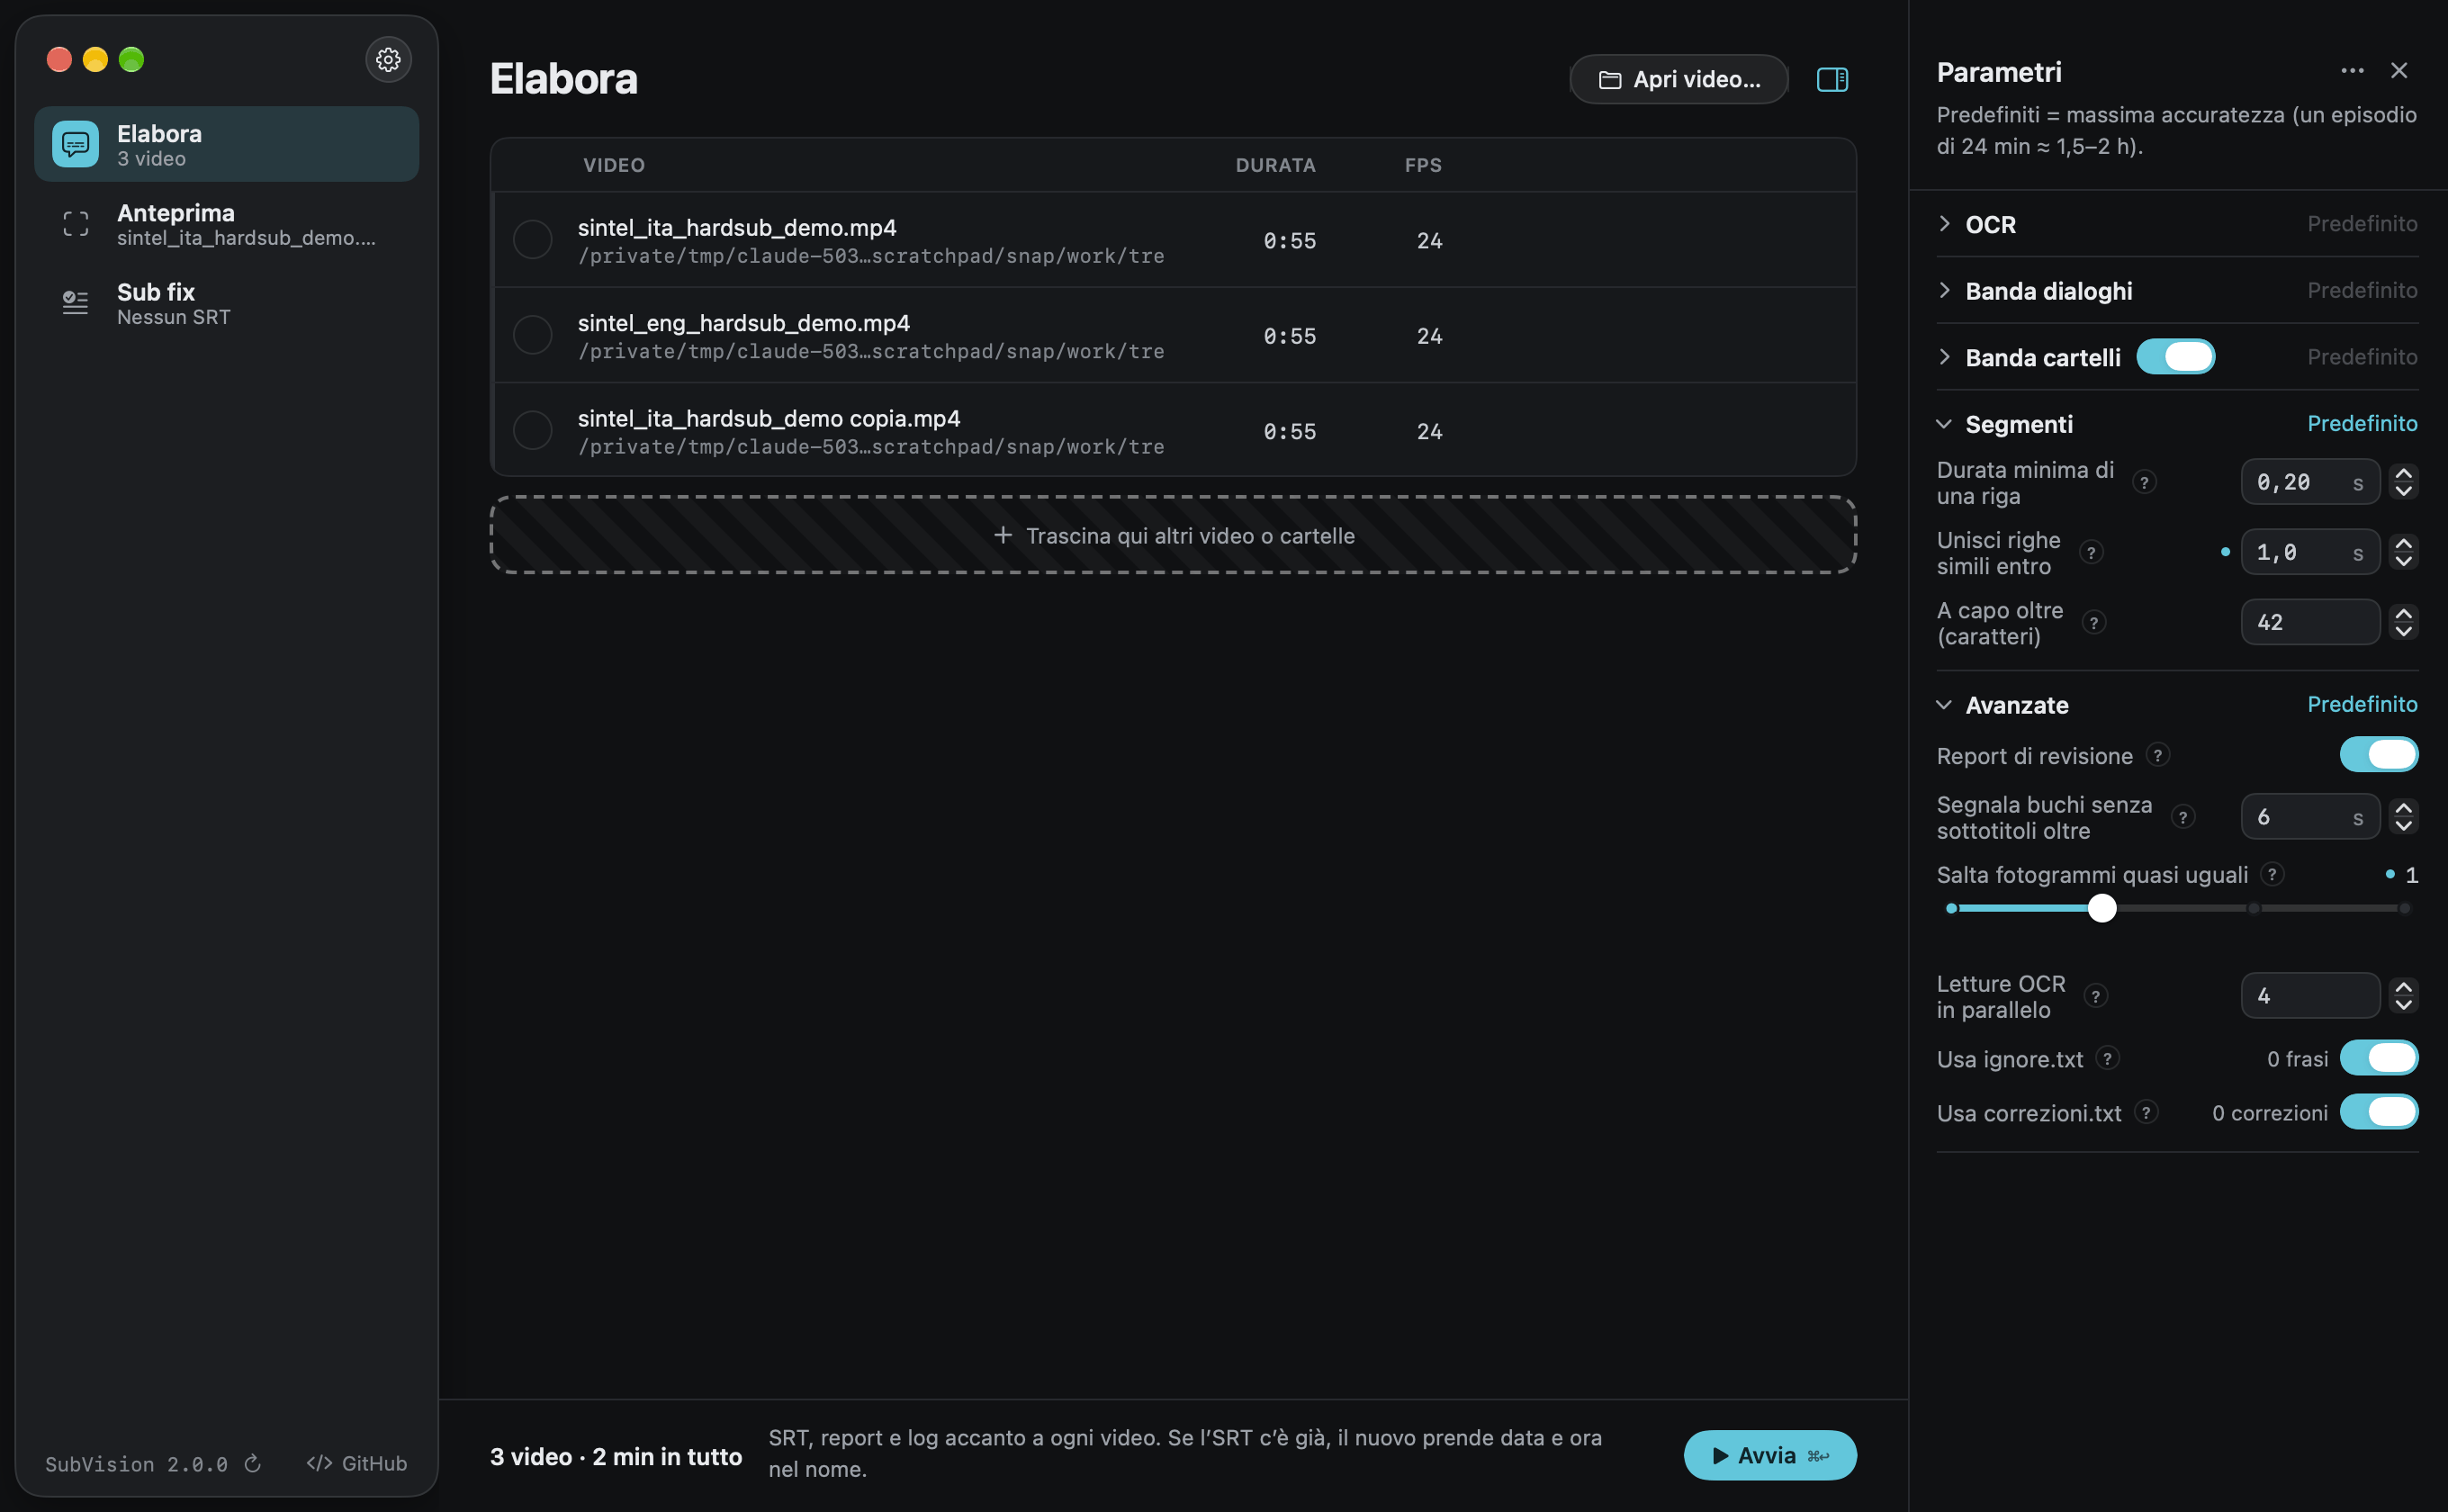 Elabora
3 video
Anteprima
sintel_ita_hardsub_demo....
Sub fix
Nessun SRT
SubVision 2.0.0
</> GitHub
Elabora
Apri video...
VIDEO DURATA FPS
sintel_ita_hardsub_demo.mp4 0:55 24
/private/tmp/claude-503…scratchpad/snap/work/tre
sintel_eng_hardsub_demo.mp4 0:55 24
/private/tmp/claude-503…scratchpad/snap/work/tre
sintel_ita_hardsub_demo copia.mp4 0:55 24
/private/tmp/claude-503…scratchpad/snap/work/tre
+ Trascina qui altri video o cartelle
3 video · 2 min in tutto
SRT, report e log accanto a ogni video. Se l’SRT c’è già, il nuovo prende data e ora
nel nome.
Avvia ⌘↩
Parametri
Predefiniti = massima accuratezza (un episodio
di 24 min ≈ 1,5–2 h).
OCR Predefinito
Banda dialoghi Predefinito
Banda cartelli Predefinito
Segmenti Predefinito
Durata minima di
una riga ? 0,20 s
Unisci righe
simili entro ? 1,0 s
A capo oltre
(caratteri) ? 42
Avanzate Predefinito
Report di revisione ?
Segnala buchi senza
sottotitoli oltre ? 6 s
Salta fotogrammi quasi uguali ? 1
Letture OCR
in parallelo ? 4
Usa ignore.txt ? 0 frasi
Usa correzioni.txt ? 0 correzioni